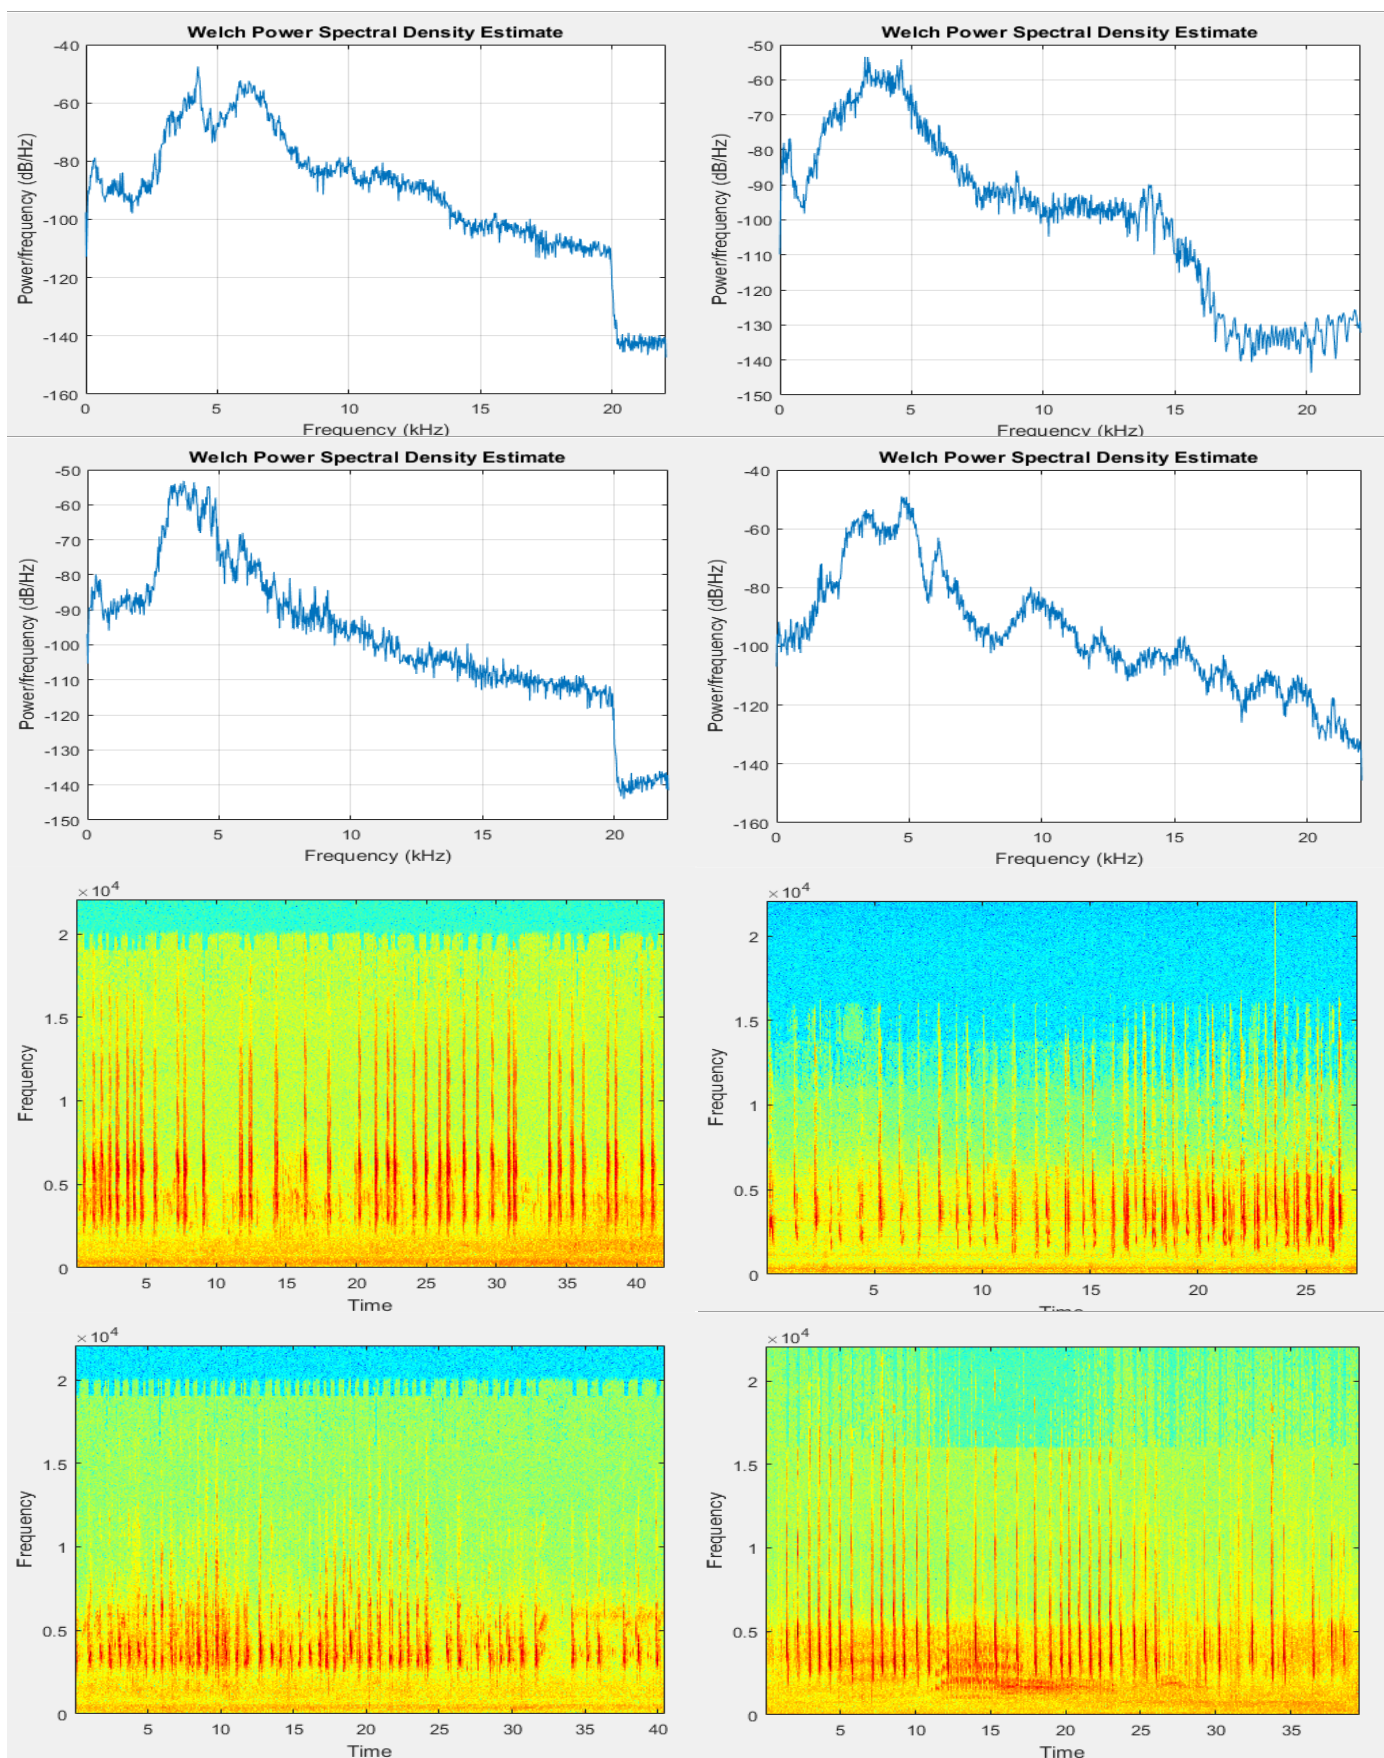 Welch Power Spectral Density Estimate
-40
-60
-80
-100
-120
-140
-160
Power/frequency (dB/Hz)
0 5 10 15 20
Frequency (kHz)
Welch Power Spectral Density Estimate
-50
-60
-70
-80
-90
-100
-110
-120
-130
-140
-150
Power/frequency (dB/Hz)
0 5 10 15 20
Frequency (kHz)
Welch Power Spectral Density Estimate
-50
-60
-70
-80
-90
-100
-110
-120
-130
-140
-150
Power/frequency (dB/Hz)
0 5 10 15 20
Frequency (kHz)
Welch Power Spectral Density Estimate
-40
-60
-80
-100
-120
-140
-160
Power/frequency (dB/Hz)
0 5 10 15 20
Frequency (kHz)
×10⁴
2
1.5
1
0.5
0
Frequency
5 10 15 20 25 30 35 40
Time
×10⁴
2
1.5
1
0.5
0
Frequency
5 10 15 20 25
Time
×10⁴
2
1.5
1
0.5
0
Frequency
5 10 15 20 25 30 35 40
Time
×10⁴
2
1.5
1
0.5
0
Frequency
5 10 15 20 25 30 35
Time